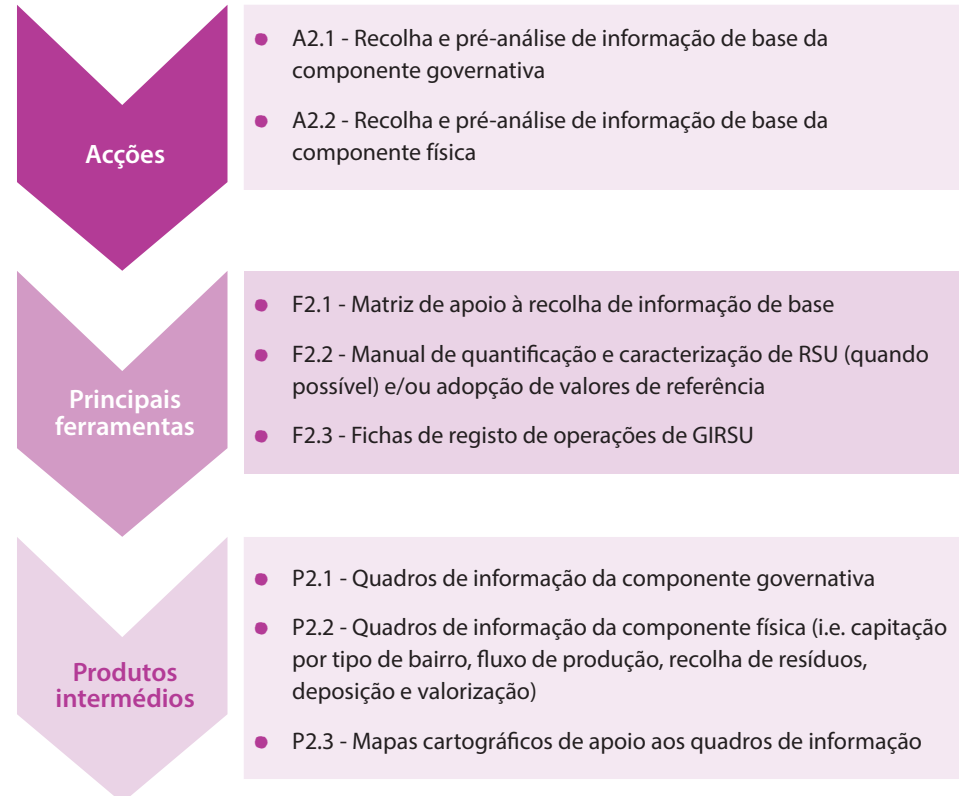 Acções
A2.1 - Recolha e pré-análise de informação de base da
componente governativa
A2.2 - Recolha e pré-análise de informação de base da
componente física
Principais
ferramentas
F2.1 - Matriz de apoio à recolha de informação de base
F2.2 - Manual de quantificação e caracterização de RSU (quando
possível) e/ou adopção de valores de referência
F2.3 - Fichas de registo de operações de GIRSU
Produtos
intermédios
P2.1 - Quadros de informação da componente governativa
P2.2 - Quadros de informação da componente física (i.e. capitação
por tipo de bairro, fluxo de produção, recolha de resíduos,
deposição e valorização)
P2.3 - Mapas cartográficos de apoio aos quadros de informação